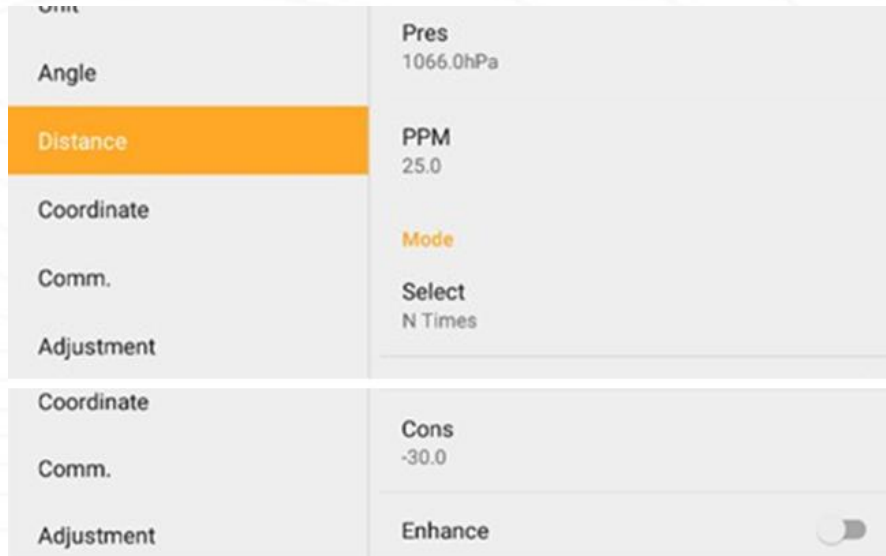 Unit
Angle
Distance
Coordinate
Comm.
Adjustment
Pres
1066.0hPa
PPM
25.0
Mode
Select
N Times
Coordinate
Comm.
Adjustment
Cons
-30.0
Enhance